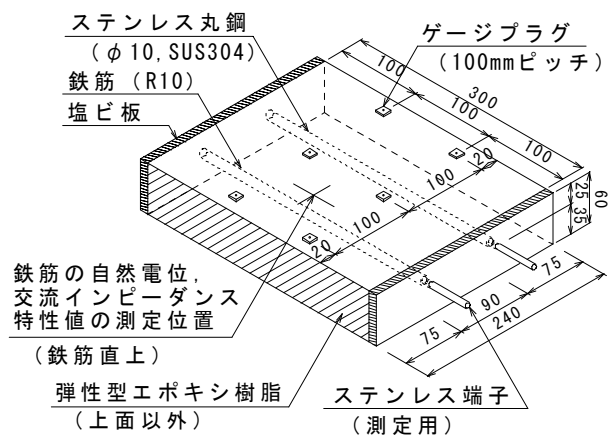 ステンレス丸鋼
（φ10,SUS304）
鉄筋（R10）
塩ビ板
ゲージプラグ
（100mmピッチ）
100
300
100
100
20
100
100
20
25
35
60
75
90
75
240
鉄筋の自然電位,
交流インピーダンス
特性値の測定位置
（鉄筋直上）
弾性型エポキシ樹脂
（上面以外）
ステンレス端子
（測定用）